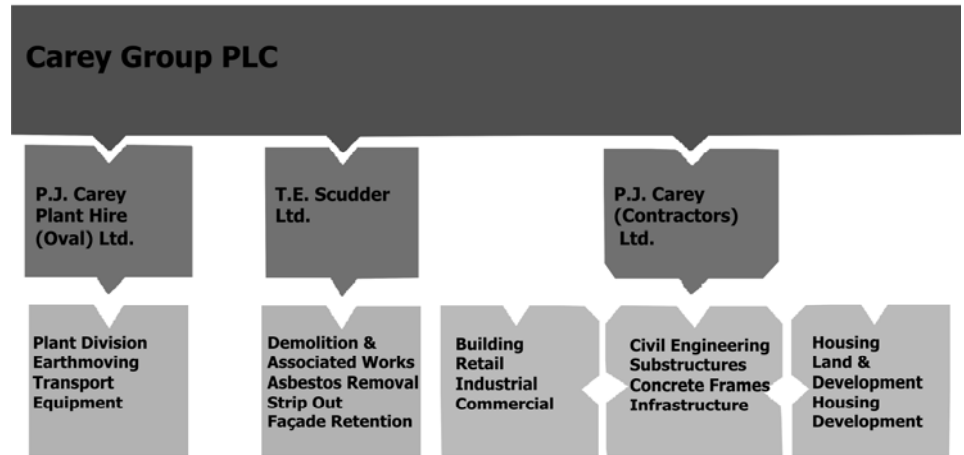 Carey Group PLC
P.J. Carey
Plant Hire
(Oval) Ltd.
T.E. Scudder
Ltd.
P.J. Carey
(Contractors)
Ltd.
Plant Division
Earthmoving
Transport
Equipment
Demolition &
Associated Works
Asbestos Removal
Strip Out
Façade Retention
Building
Retail
Industrial
Commercial
Civil Engineering
Substructures
Concrete Frames
Infrastructure
Housing
Land &
Development
Housing
Development